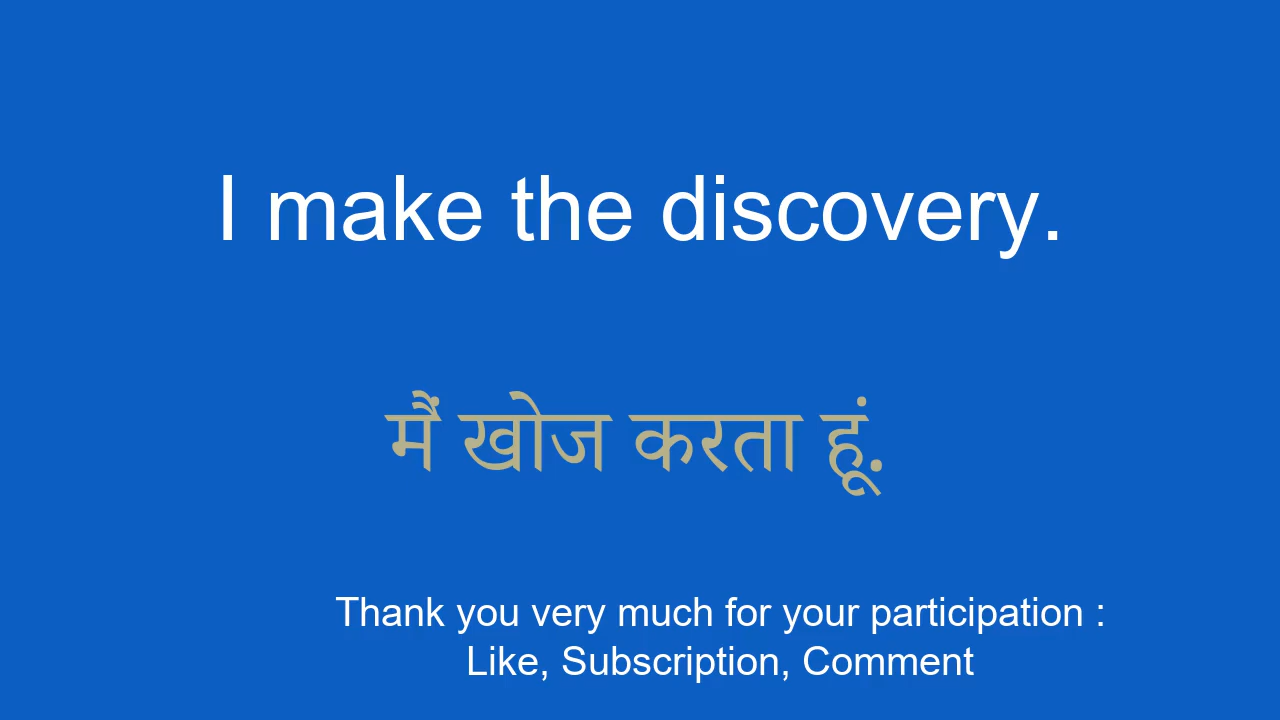 I make the discovery.
मैं खोज करता हूं.
Thank you very much for your participation :
Like, Subscription, Comment